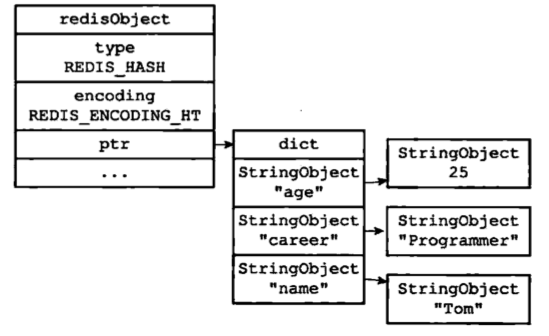 redisObject
type
REDIS_HASH
encoding
REDIS_ENCODING_HT
ptr
...
dict
StringObject
"age"
StringObject
"career"
StringObject
"name"
StringObject
25
StringObject
"Programmer"
StringObject
"Tom"